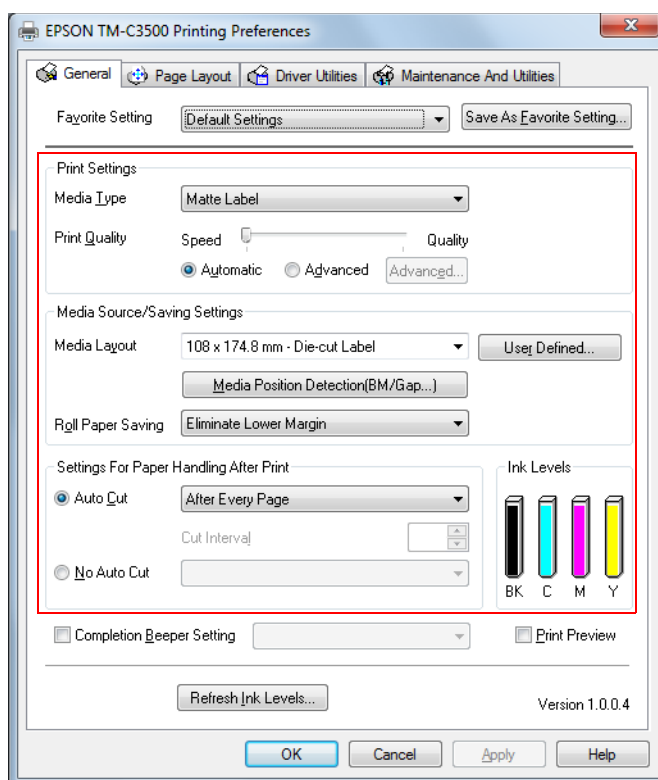 EPSON TM-C3500 Printing Preferences
General Page Layout Driver Utilities Maintenance And Utilities
Favorite Setting Default Settings Save As Favorite Setting...
Print Settings
Media Type Matte Label
Print Quality Speed Quality
Automatic Advanced Advanced...
Media Source/Saving Settings
Media Layout 108 x 174.8 mm - Die-cut Label User Defined...
Media Position Detection(BM/Gap...)
Roll Paper Saving Eliminate Lower Margin
Settings For Paper Handling After Print Ink Levels
Auto Cut After Every Page
Cut Interval
No Auto Cut
BK C M Y
Completion Beeper Setting Print Preview
Refresh Ink Levels... Version 1.0.0.4
OK Cancel Apply Help